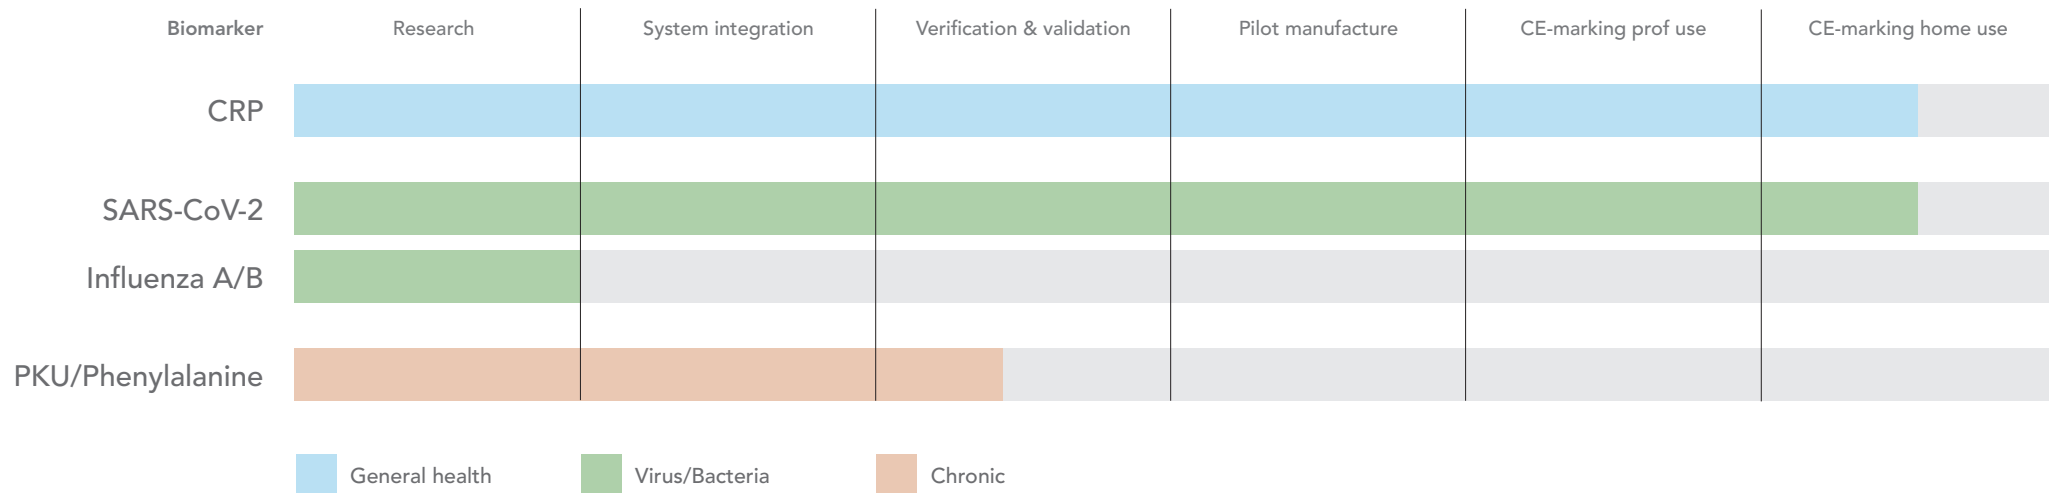 Biomarker Research System integration Verification & validation Pilot manufacture CE-marking prof use CE-marking home use
CRP
SARS-CoV-2
Influenza A/B
PKU/Phenylalanine
General health Virus/Bacteria Chronic